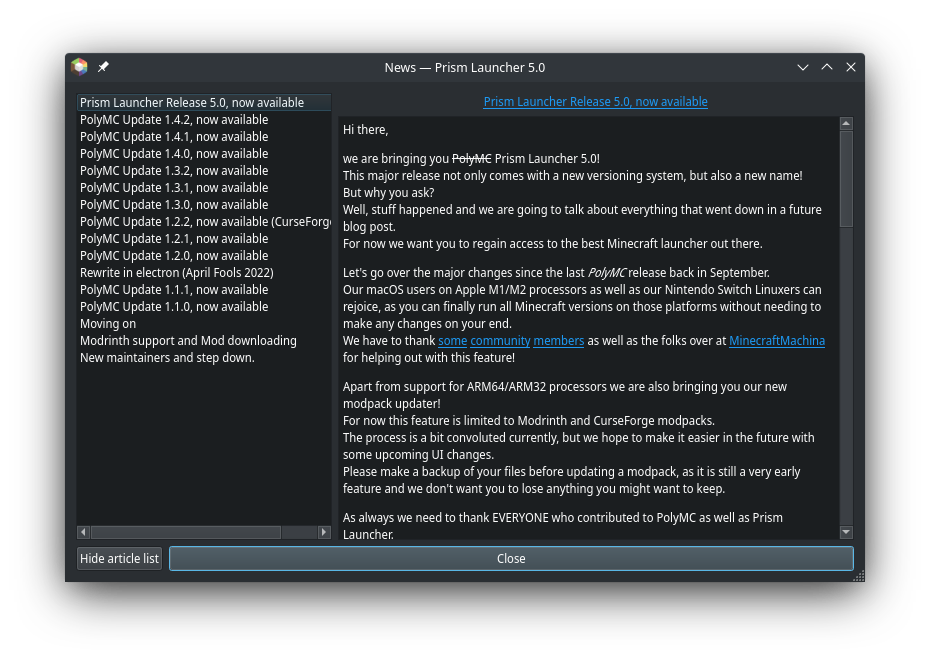 News — Prism Launcher 5.0
Prism Launcher Release 5.0, now available
PolyMC Update 1.4.2, now available
PolyMC Update 1.4.1, now available
PolyMC Update 1.4.0, now available
PolyMC Update 1.3.2, now available
PolyMC Update 1.3.1, now available
PolyMC Update 1.3.0, now available
PolyMC Update 1.2.2, now available (CurseForge
PolyMC Update 1.2.1, now available
PolyMC Update 1.2.0, now available
Rewrite in electron (April Fools 2022)
PolyMC Update 1.1.1, now available
PolyMC Update 1.1.0, now available
Moving on
Modrinth support and Mod downloading
New maintainers and step down.
Prism Launcher Release 5.0, now available
Hi there,
we are bringing you PolyMC Prism Launcher 5.0!
This major release not only comes with a new versioning system, but also a new name!
But why you ask?
Well, stuff happened and we are going to talk about everything that went down in a future
blog post.
For now we want you to regain access to the best Minecraft launcher out there.
Let's go over the major changes since the last PolyMC release back in September.
Our macOS users on Apple M1/M2 processors as well as our Nintendo Switch Linuxers can
rejoice, as you can finally run all Minecraft versions on those platforms without needing to
make any changes on your end.
We have to thank some community members as well as the folks over at MinecraftMachina
for helping out with this feature!
Apart from support for ARM64/ARM32 processors we are also bringing you our new
modpack updater!
For now this feature is limited to Modrinth and CurseForge modpacks.
The process is a bit convoluted currently, but we hope to make it easier in the future with
some upcoming UI changes.
Please make a backup of your files before updating a modpack, as it is still a very early
feature and we don't want you to lose anything you might want to keep.
As always we need to thank EVERYONE who contributed to PolyMC as well as Prism
Launcher.
Hide article list
Close